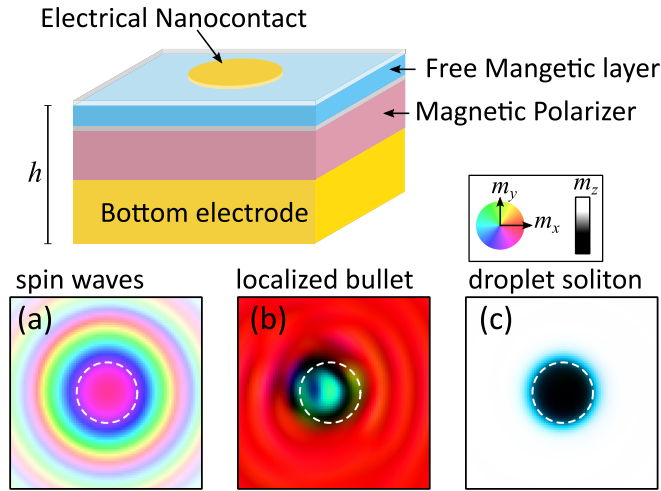 Electrical Nanocontact
Free Mangetic layer
Magnetic Polarizer
h
Bottom electrode
m_y
m_x
m_z
spin waves
localized bullet
droplet soliton
(a)
(b)
(c)